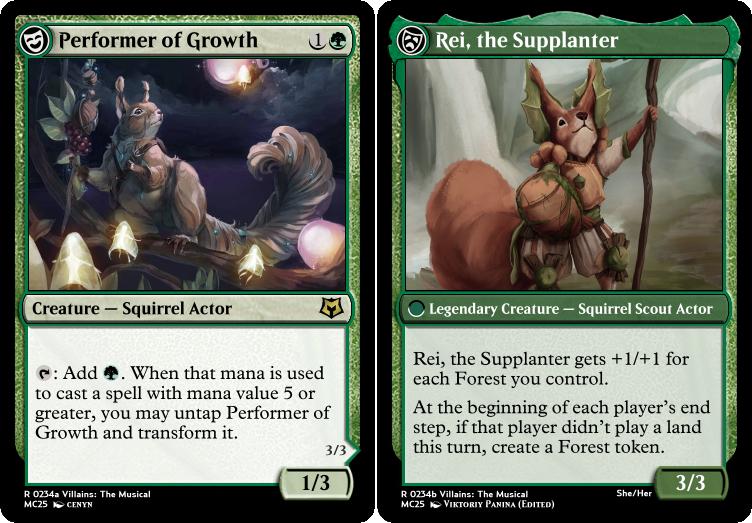 Performer of Growth 1
Creature — Squirrel Actor
: Add . When that mana is used
to cast a spell with mana value 5 or
greater, you may untap Performer of
Growth and transform it.
3/3
1/3
R 0234a Villains: The Musical
MC25 CENYN
Rei, the Supplanter
Legendary Creature — Squirrel Scout Actor
Rei, the Supplanter gets +1/+1 for
each Forest you control.
At the beginning of each player's end
step, if that player didn't play a land
this turn, create a Forest token.
3/3
R 0234b Villains: The Musical She/Her
MC25 Viktoriy Panina (Edited)